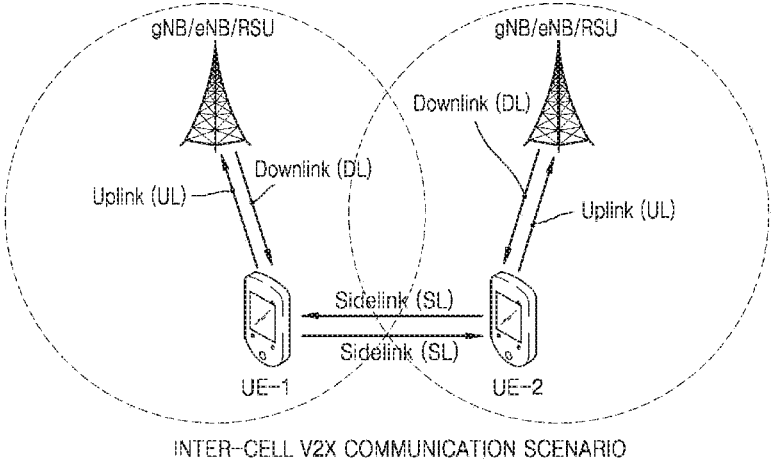 gNB/eNB/RSU
gNB/eNB/RSU
Downlink (DL)
Downlink (DL)
Uplink (UL)
Uplink (UL)
Sidelink (SL)
Sidelink (SL)
UE-1
UE-2
INTER-CELL V2X COMMUNICATION SCENARIO